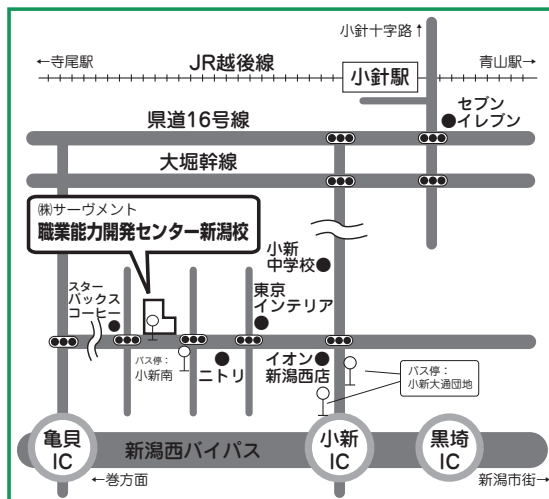 小針十字路↑
←寺尾駅
JR越後線
青山駅→
小針駅
セブン
イレブン
県道16号線
大堀幹線
㈱サーヴメント
職業能力開発センター新潟校
小新
中学校
スター
バックス
コーヒー
東京
インテリア
バス停：
小新南
ニトリ
イオン
新潟西店
バス停：
小新大通団地
亀貝
IC
新潟西バイパス
小新
IC
黒埼
IC
←巻方面
新潟市街→